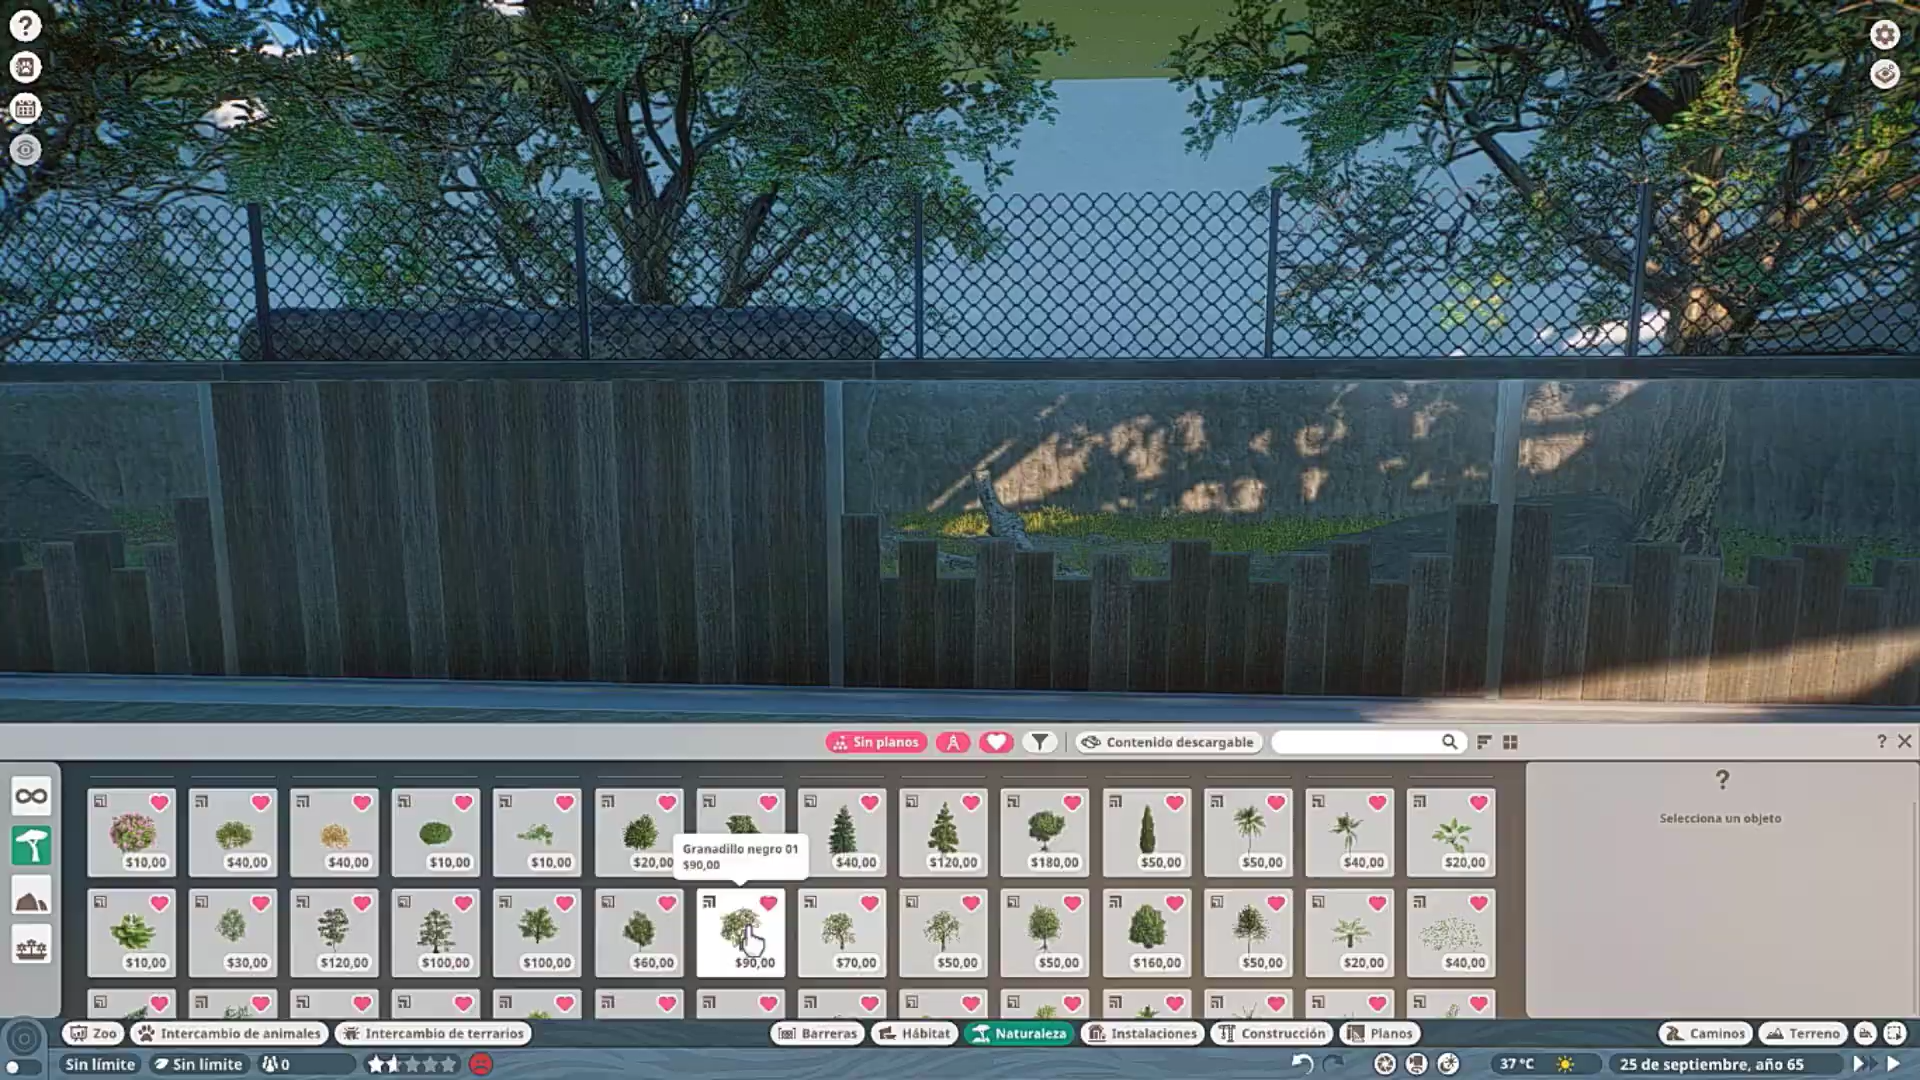 Sin planos
Contenido descargable
? 
?
Selecciona un objeto
$10,00 $40,00 $40,00 $10,00 $10,00 $20,00 $40,00 $120,00 $180,00 $50,00 $50,00 $40,00 $20,00
Granadillo negro 01
$90,00
$10,00 $30,00 $120,00 $100,00 $100,00 $60,00 $90,00 $70,00 $50,00 $50,00 $160,00 $50,00 $20,00 $40,00
Zoo Intercambio de animales Intercambio de terrarios Barreras Hábitat Naturaleza Instalaciones Construcción Planos Caminos Terreno
Sin límite Sin límite 0 37 °C 25 de septiembre, año 65